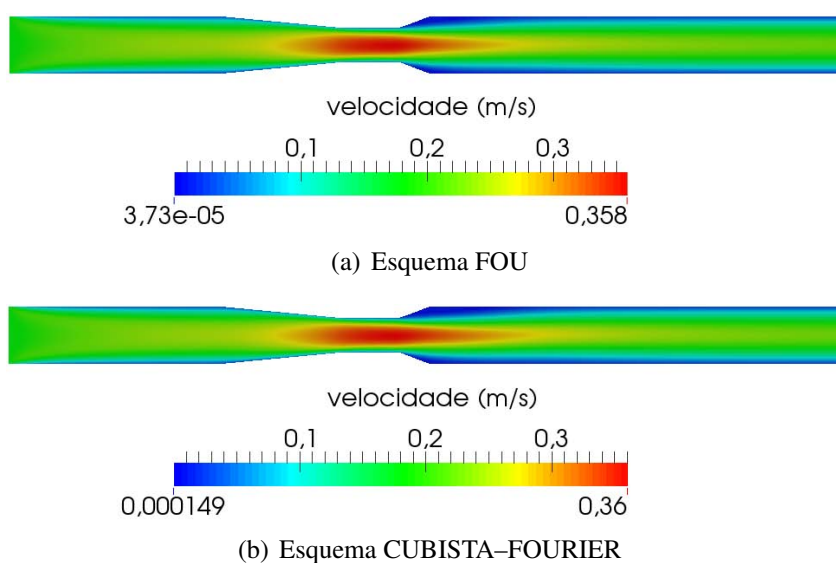 velocidade (m/s)
0,1 0,2 0,3
3,73e-05 0,358
(a) Esquema FOU
velocidade (m/s)
0,1 0,2 0,3
0,000149 0,36
(b) Esquema CUBISTA–FOURIER